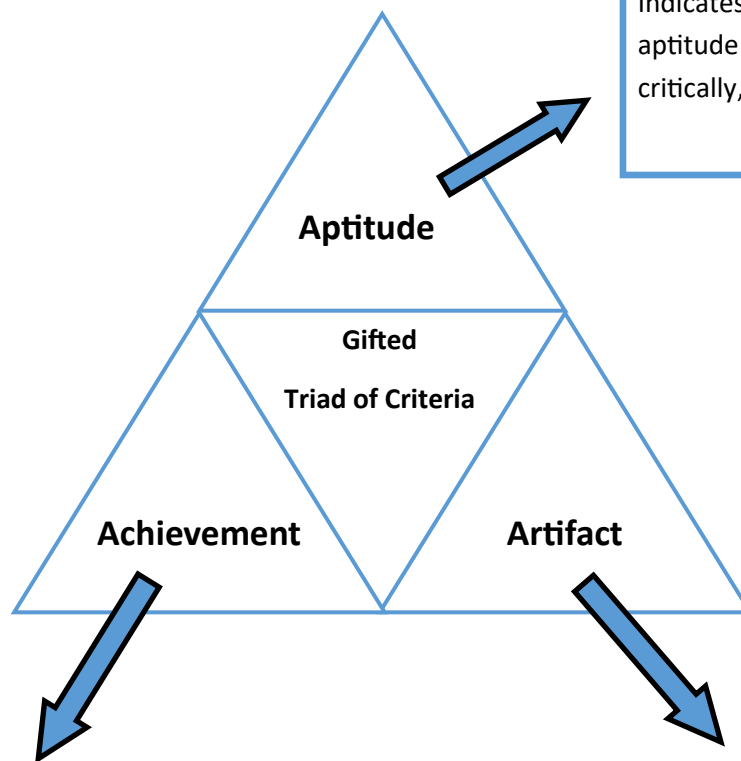 Indicates
aptitude
critically,
Aptitude
Gifted
Triad of Criteria
Achievement
Artifact